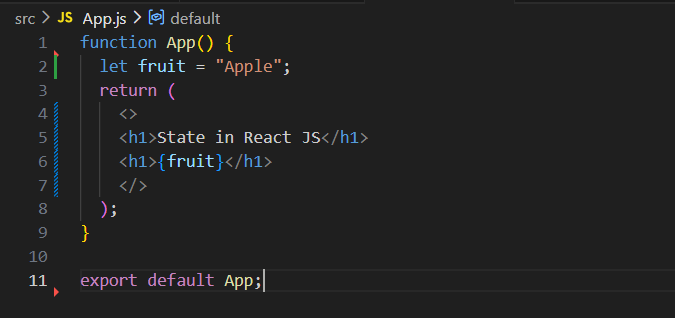 src > JS App.js > default
1 function App() {
2 let fruit = "Apple";
3 return (
4 <>
5 <h1>State in React JS</h1>
6 <h1>{fruit}</h1>
7 </>
8 );
9 }
10
11 export default App;